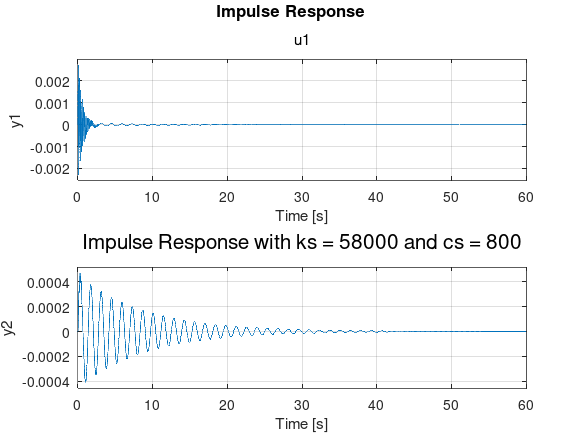 Impulse Response
u1
0.002
0.001
0
-0.001
-0.002
y1
0 10 20 30 40 50 60
Time [s]
Impulse Response with ks = 58000 and cs = 800
0.0004
0.0002
0
-0.0002
-0.0004
y2
0 10 20 30 40 50 60
Time [s]